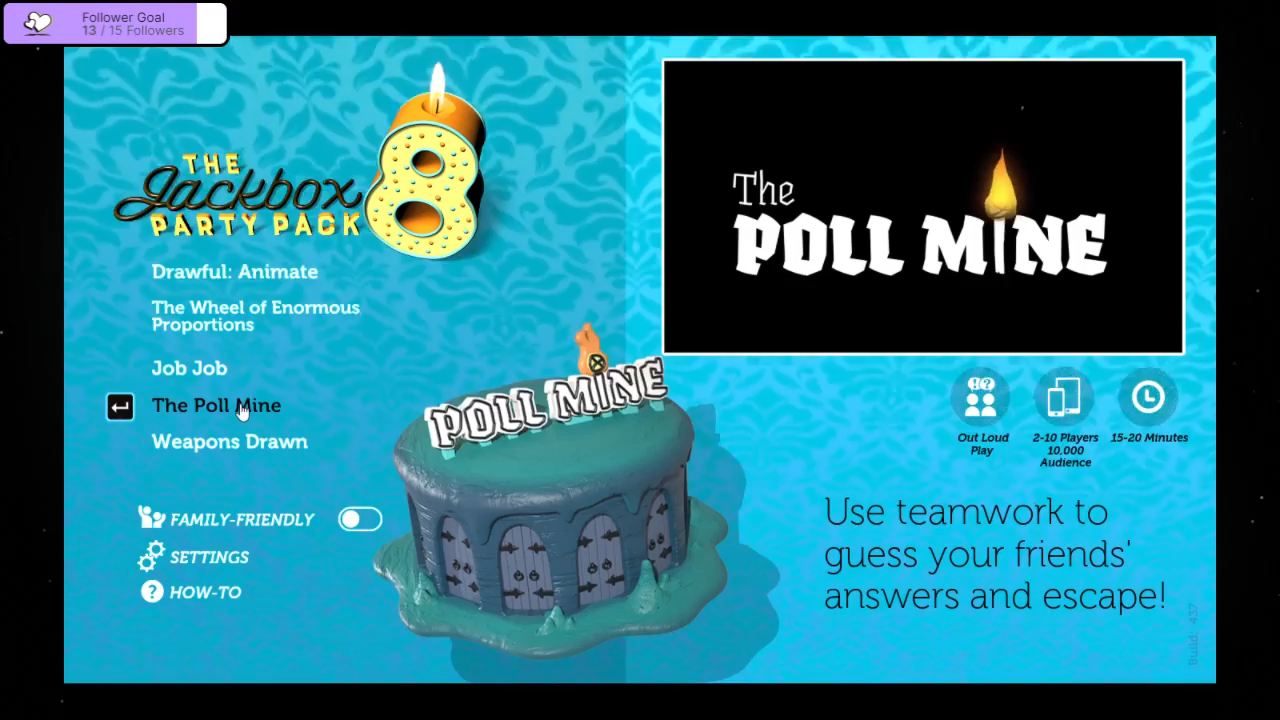 Follower Goal
13 / 15 Followers
THE
Jackbox
PARTY PACK
8
Drawful: Animate
The Wheel of Enormous
Proportions
Job Job
The Poll Mine
Weapons Drawn
FAMILY-FRIENDLY
SETTINGS
? HOW-TO
POLL MINE
The
POLL MINE
!?
Out Loud
Play
2-10 Players
10,000
Audience
15-20 Minutes
Use teamwork to
guess your friends'
answers and escape!
Build: 437